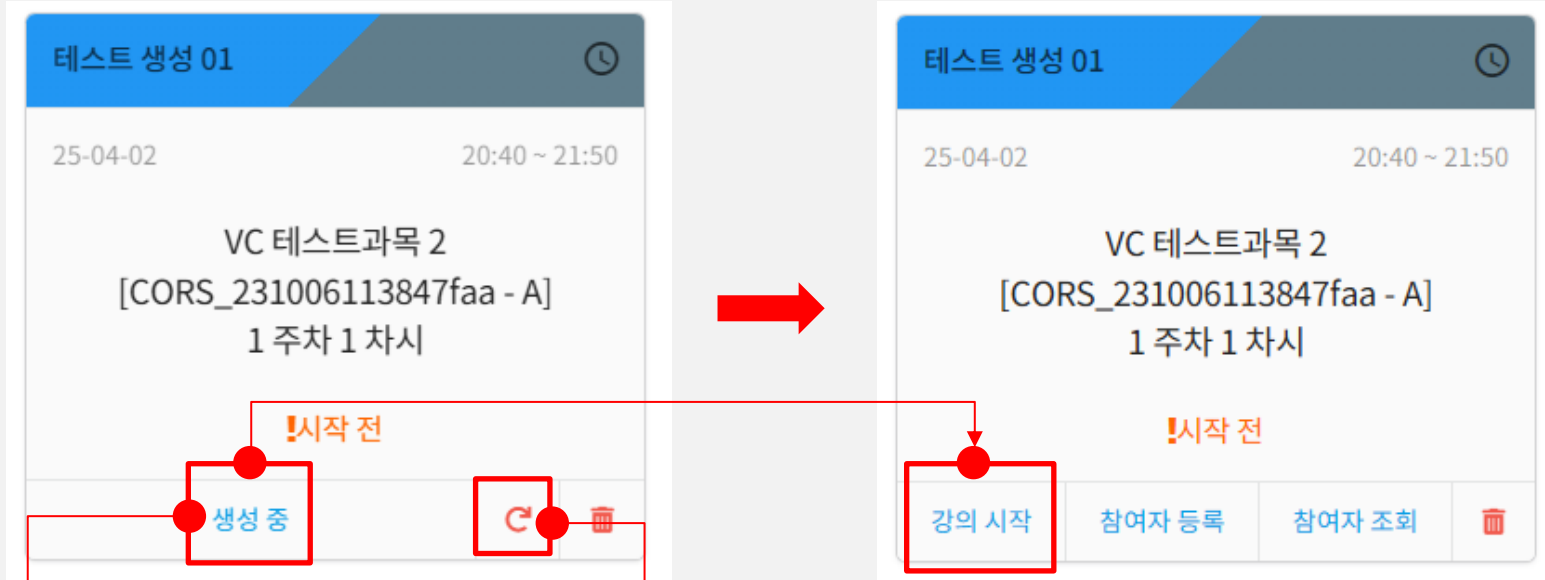 테스트 생성 01
25-04-02 20:40 ~ 21:50
VC 테스트과목 2
[CORS_231006113847faa - A]
1 주차 1 차시
!시작 전
생성 중
테스트 생성 01
25-04-02 20:40 ~ 21:50
VC 테스트과목 2
[CORS_231006113847faa - A]
1 주차 1 차시
!시작 전
강의 시작 참여자 등록 참여자 조회